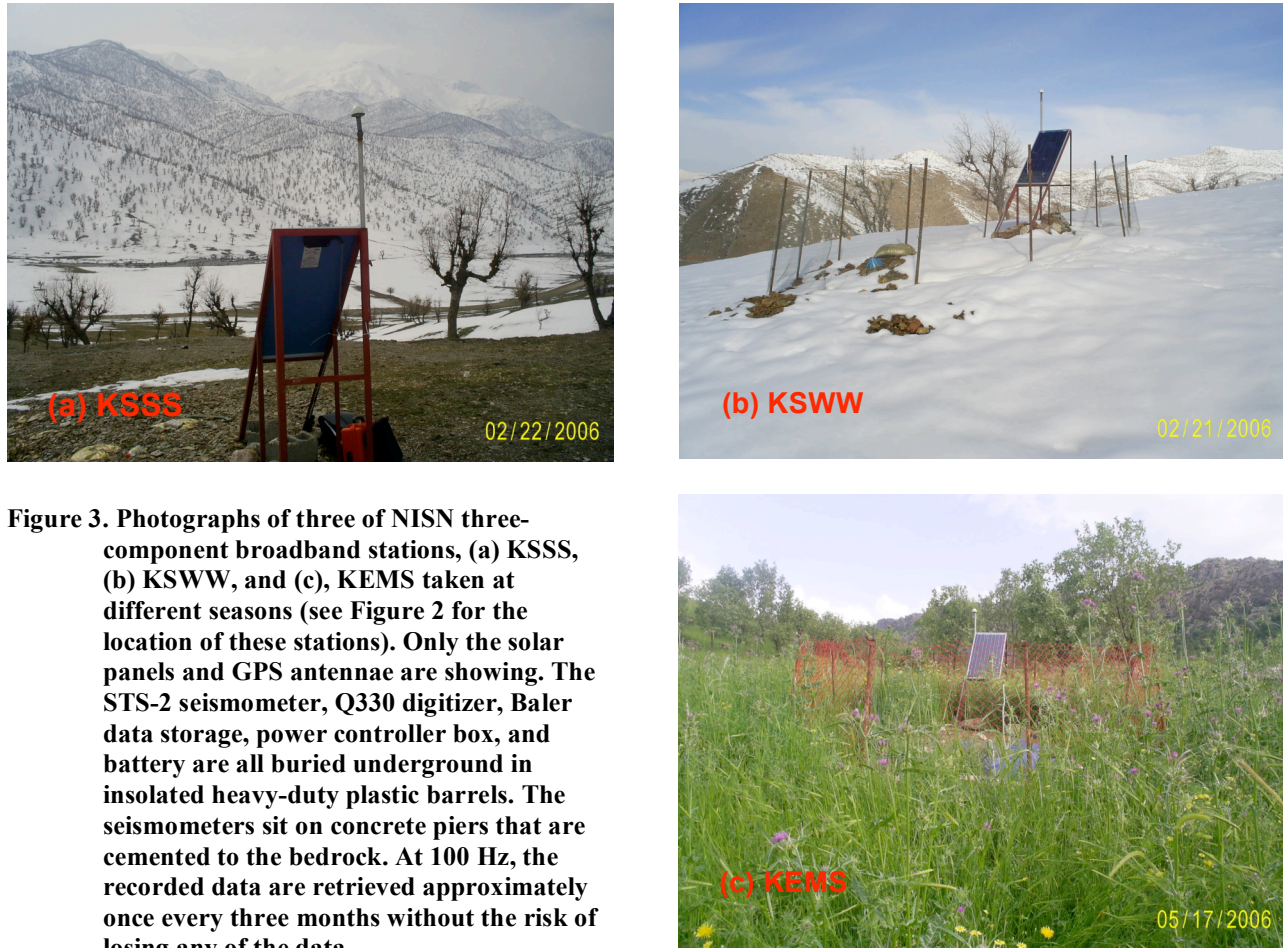 (a) KSSS
02/22/2006
(b) KSWW
02/21/2006
Figure 3. Photographs of three of NISN three-
component broadband stations, (a) KSSS,
(b) KSWW, and (c), KEMS taken at
different seasons (see Figure 2 for the
location of these stations). Only the solar
panels and GPS antennae are showing. The
STS-2 seismometer, Q330 digitizer, Baler
data storage, power controller box, and
battery are all buried underground in
insolated heavy-duty plastic barrels. The
seismometers sit on concrete piers that are
cemented to the bedrock. At 100 Hz, the
recorded data are retrieved approximately
once every three months without the risk of
losing any of the data
(c) KEMS
05/17/2006